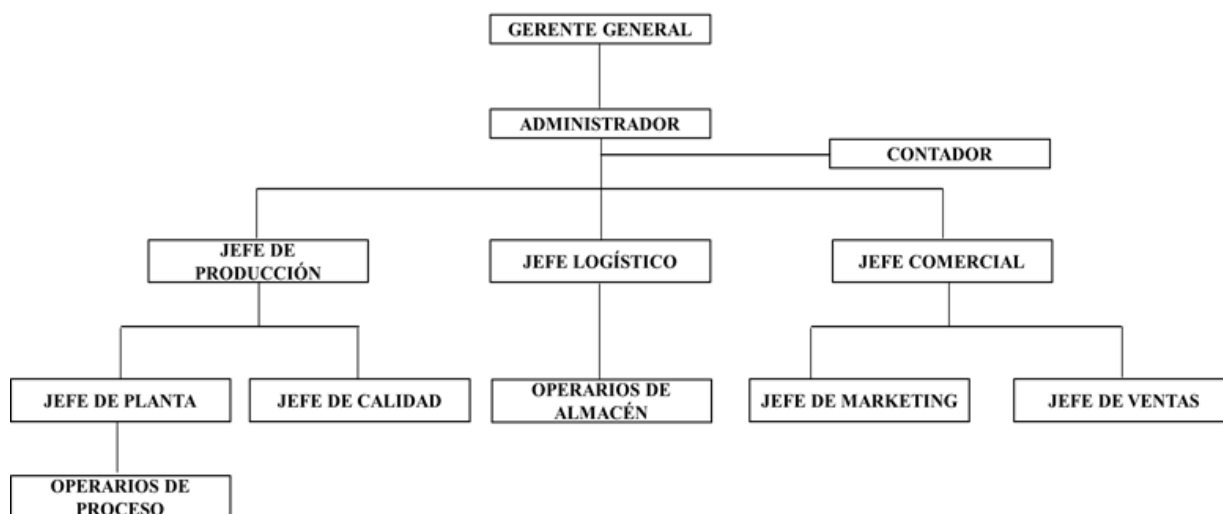 GERENTE GENERAL
ADMINISTRADOR
CONTADOR
JEFE DE
PRODUCCIÓN
JEFE LOGÍSTICO
JEFE COMERCIAL
JEFE DE PLANTA
JEFE DE CALIDAD
OPERARIOS DE
ALMACÉN
JEFE DE MARKETING
JEFE DE VENTAS
OPERARIOS DE
PROCESO